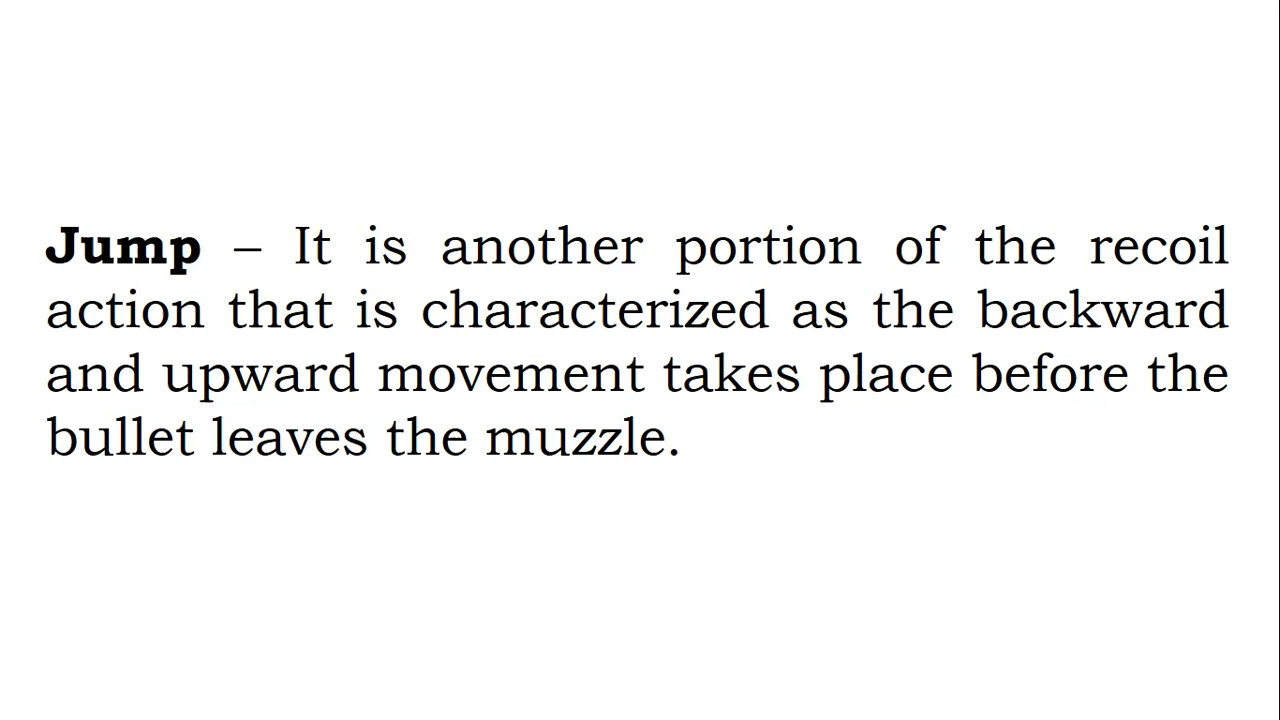 Jump – It is another portion of the recoil
action that is characterized as the backward
and upward movement takes place before the
bullet leaves the muzzle.